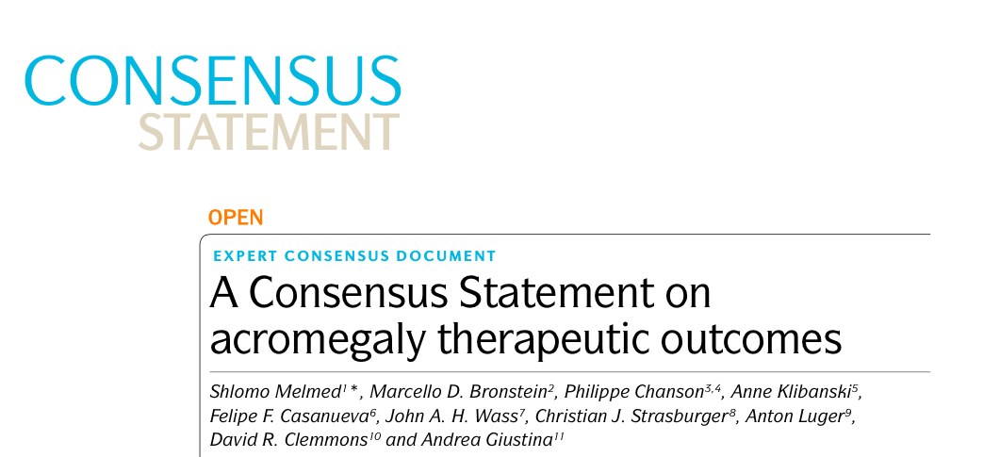 CONSENSUS
STATEMENT
OPEN
EXPERT CONSENSUS DOCUMENT
A Consensus Statement on
acromegaly therapeutic outcomes
Shlomo Melmed¹*, Marcello D. Bronstein², Philippe Chanson³,⁴, Anne Klibanski⁵,
Felipe F. Casanueva⁶, John A. H. Wass⁷, Christian J. Strasburger⁸, Anton Luger⁹,
David R. Clemmons¹⁰ and Andrea Giustina¹¹